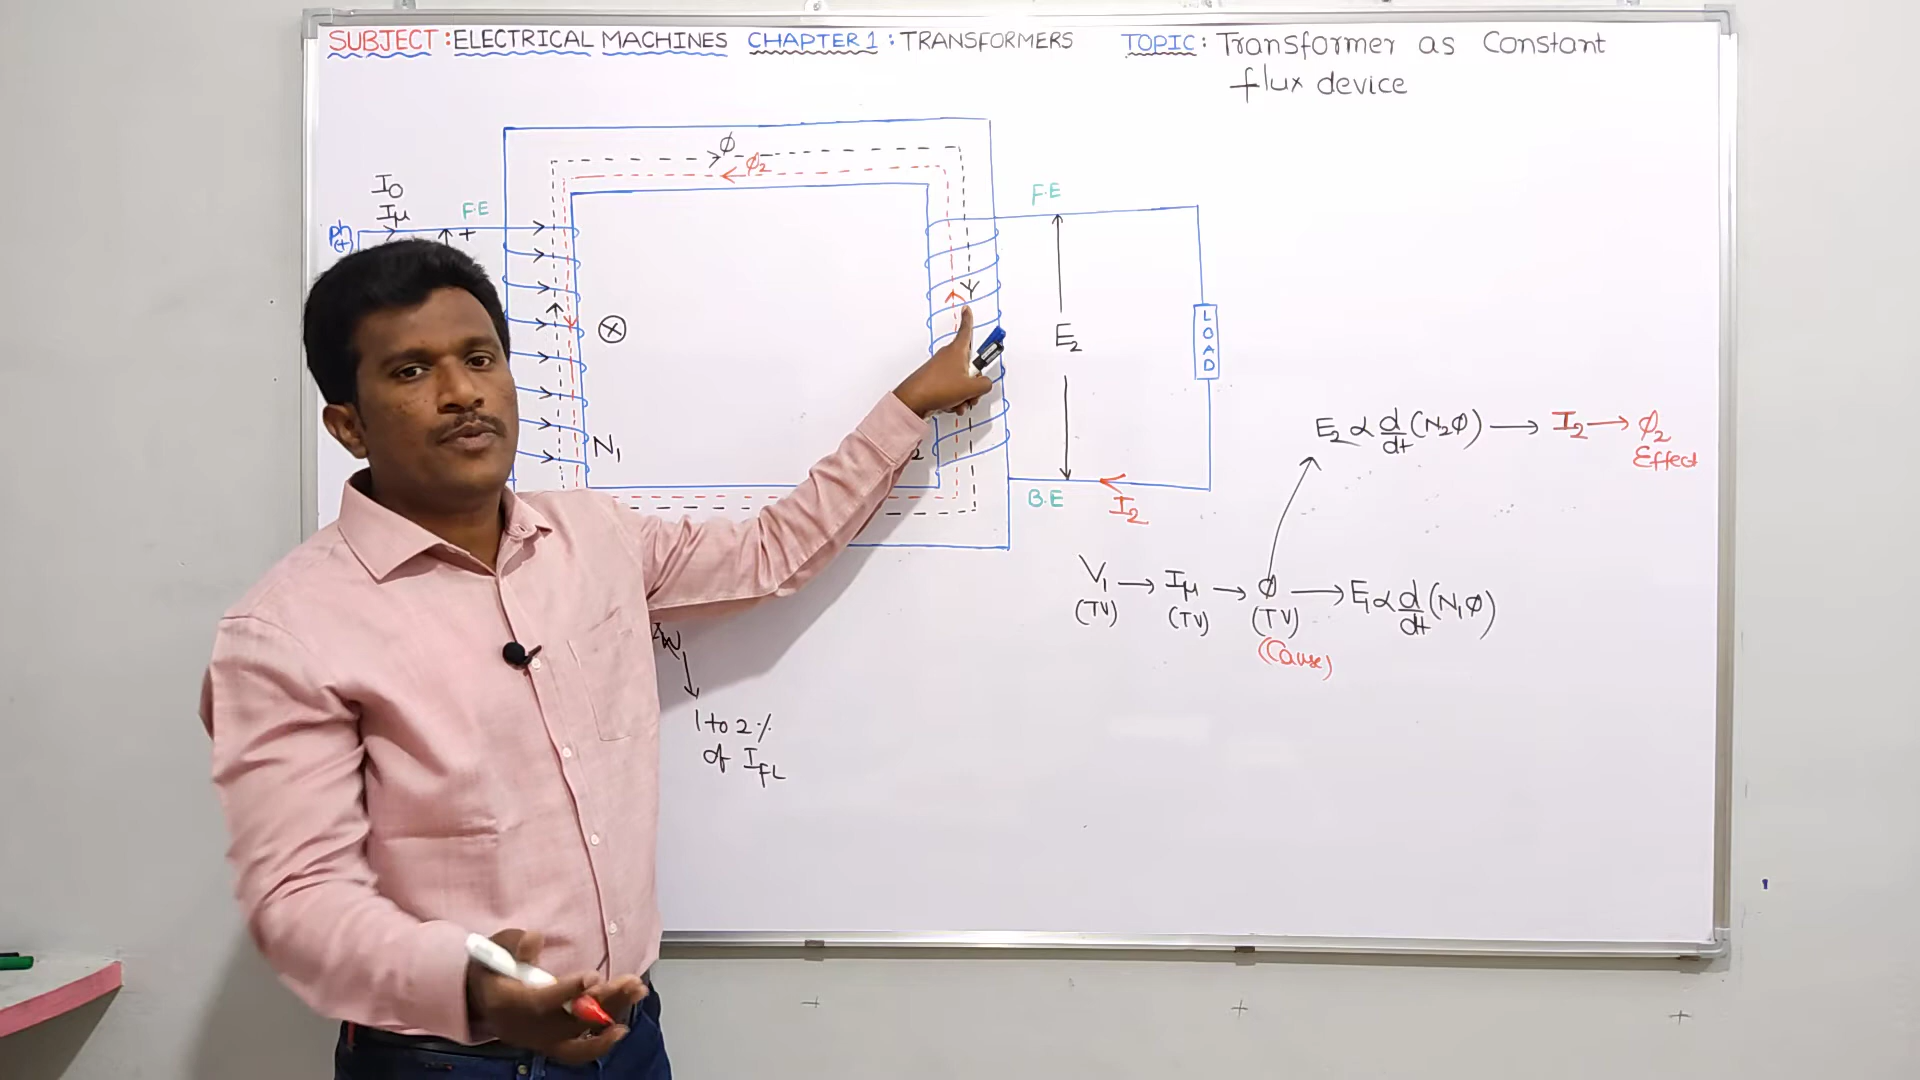 SUBJECT : ELECTRICAL MACHINES CHAPTER 1 : TRANSFORMERS TOPIC : Transformer as Constant
flux device
ϕ
ϕ2
I0
Iμ
F.E
ph
(+)
+
F.E
E2
LOAD
N1
2
B.E
I2
E2 ∝ d/dt (N2ϕ) → I2 → ϕ2
Effect
V1 → Iμ → ϕ → E1 ∝ d/dt (N1ϕ)
(TV) (TV) (TV)
(Cause)
1 to 2 %
of IFL